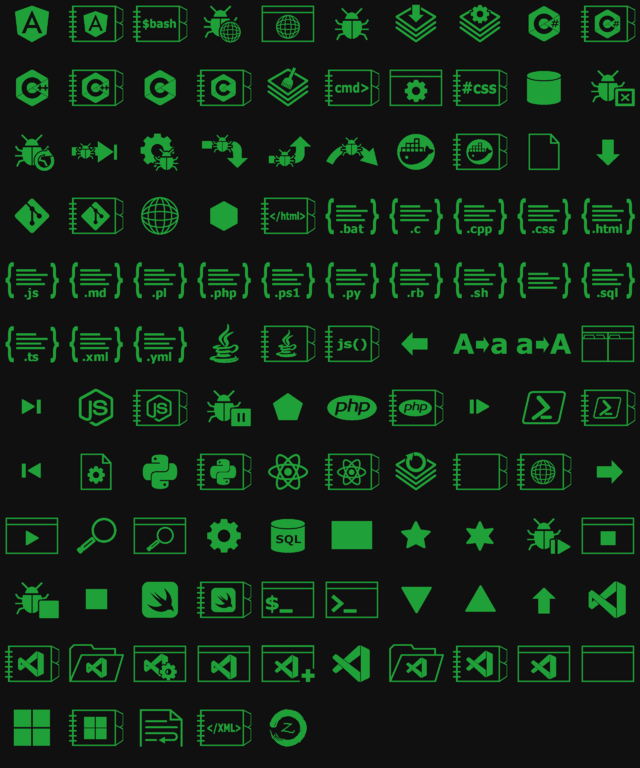 A A $bash C# C#
C++ C++ C C cmd> #css
</html> .bat .c .cpp .css .html
.js .md .pl .php .ps1 .py .rb .sh .sql
.ts .xml .yml js() A a a A
JS JS php php
SQL
$_ >_
</XML> Z